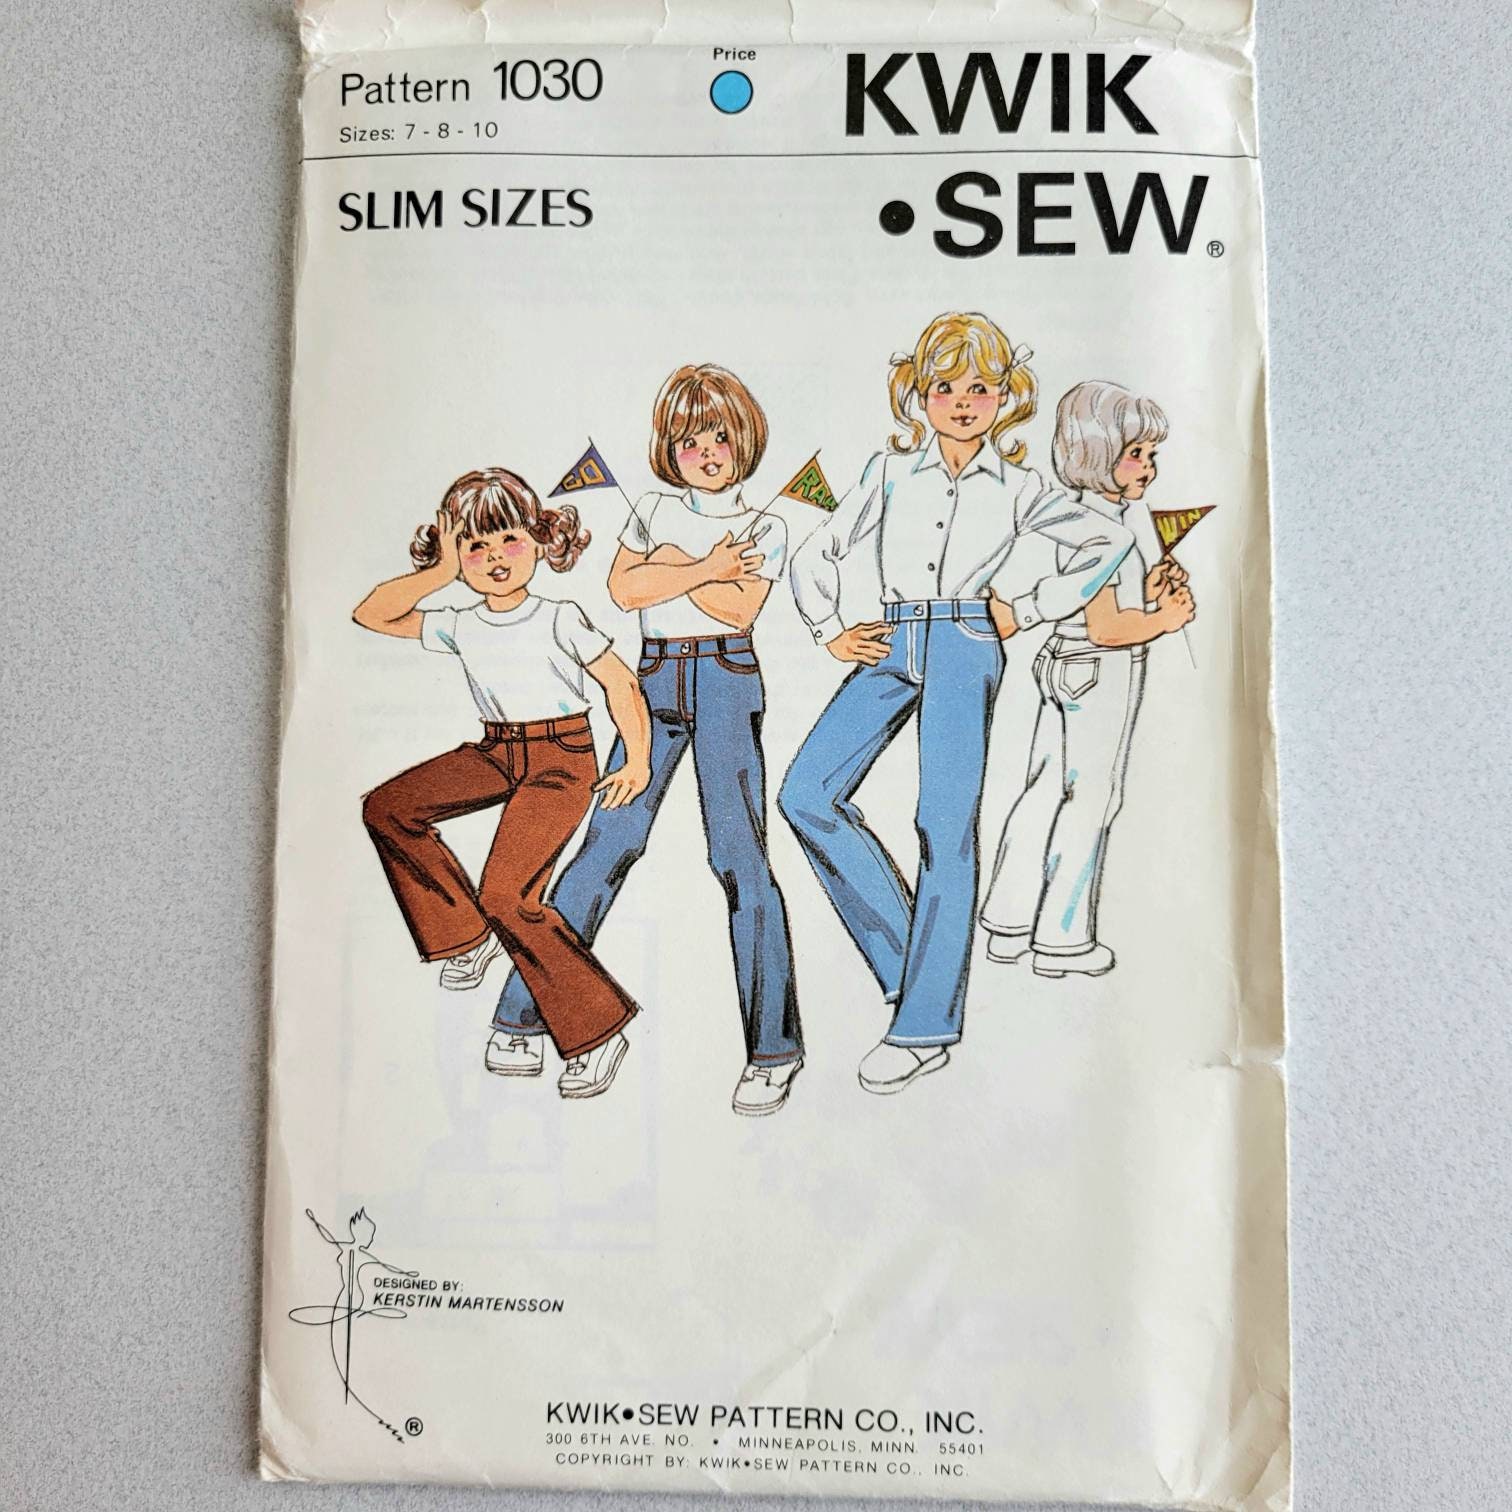 Pattern 1030
Sizes: 7 - 8 - 10
Price
KWIK
•SEW®
SLIM SIZES
GO
RAH
WIN
DESIGNED BY:
KERSTIN MARTENSSON
®
KWIK•SEW PATTERN CO., INC.
300 6TH AVE. NO. • MINNEAPOLIS, MINN. 55401
COPYRIGHT BY: KWIK•SEW PATTERN CO., INC.